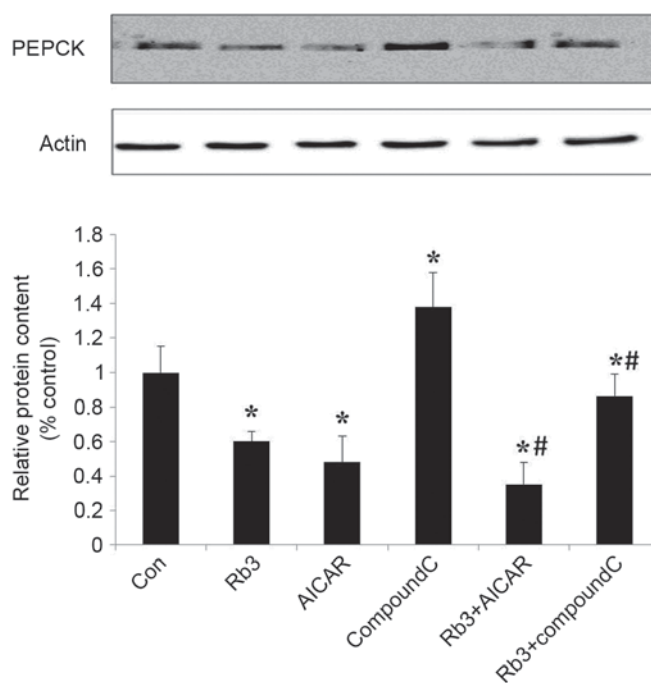 PEPCK
Actin
Relative protein content
(% control)
1.8
1.6
1.4
1.2
1
0.8
0.6
0.4
0.2
0
*
*
*
*#
*#
Con
Rb3
AICAR
CompoundC
Rb3+AICAR
Rb3+compoundC